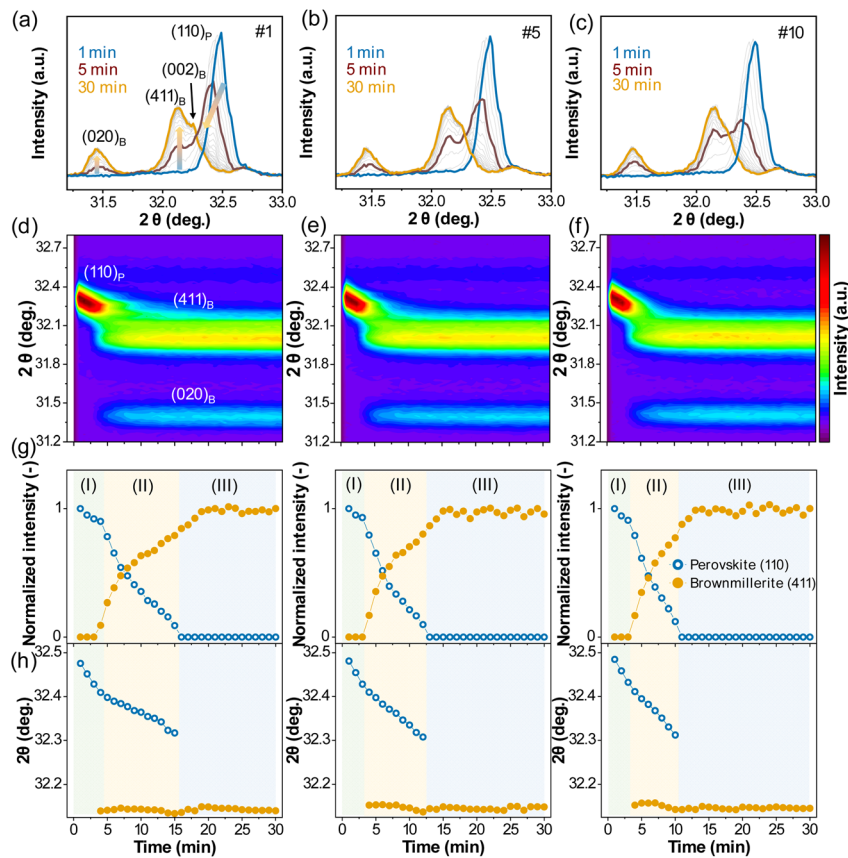 (a) (b) (c)
#1 #5 #10
(110)P
1 min 1 min 1 min
5 min 5 min 5 min
30 min 30 min 30 min
(002)B
(411)B
(020)B
Intensity (a.u.) Intensity (a.u.) Intensity (a.u.)
31.5 32.0 32.5 33.0 31.5 32.0 32.5 33.0 31.5 32.0 32.5 33.0
2 θ (deg.) 2 θ (deg.) 2 θ (deg.)
(d) (e) (f)
32.7 32.7 32.7
32.4 32.4 32.4
32.1 32.1 32.1
31.8 31.8 31.8
31.5 31.5 31.5
31.2 31.2 31.2
2 θ (deg.) 2 θ (deg.) 2 θ (deg.)
(110)P
(411)B
(020)B
Intensity (a.u.)
(g)
(I) (II) (III) (I) (II) (III) (I) (II) (III)
1 1 1
0 0 0
Normalized intensity (-) Normalized intensity (-) Normalized intensity (-)
Perovskite (110)
Brownmillerite (411)
(h)
32.5 32.5 32.5
32.4 32.4 32.4
32.3 32.3 32.3
32.2 32.2 32.2
2θ (deg.) 2θ (deg.) 2θ (deg.)
0 5 10 15 20 25 30 0 5 10 15 20 25 30 0 5 10 15 20 25 30
Time (min) Time (min) Time (min)